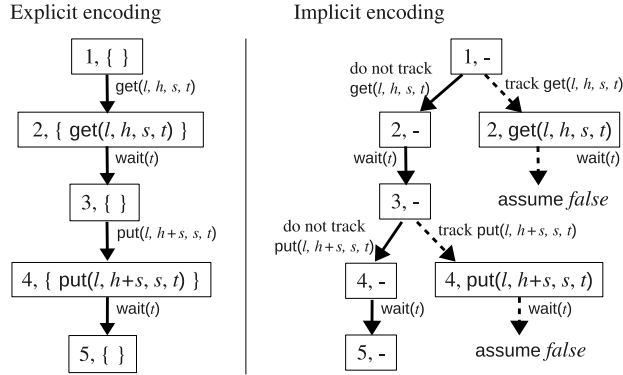 Explicit encoding
1, { }
get(l, h, s, t)
2, { get(l, h, s, t) }
wait(t)
3, { }
put(l, h+s, s, t)
4, { put(l, h+s, s, t) }
wait(t)
5, { }
Implicit encoding
1, -
do not track
get(l, h, s, t)
track get(l, h, s, t)
2, -
2, get(l, h, s, t)
wait(t)
wait(t)
assume false
3, -
do not track
put(l, h+s, s, t)
track put(l, h+s, s, t)
4, -
4, put(l, h+s, s, t)
wait(t)
wait(t)
assume false
5, -